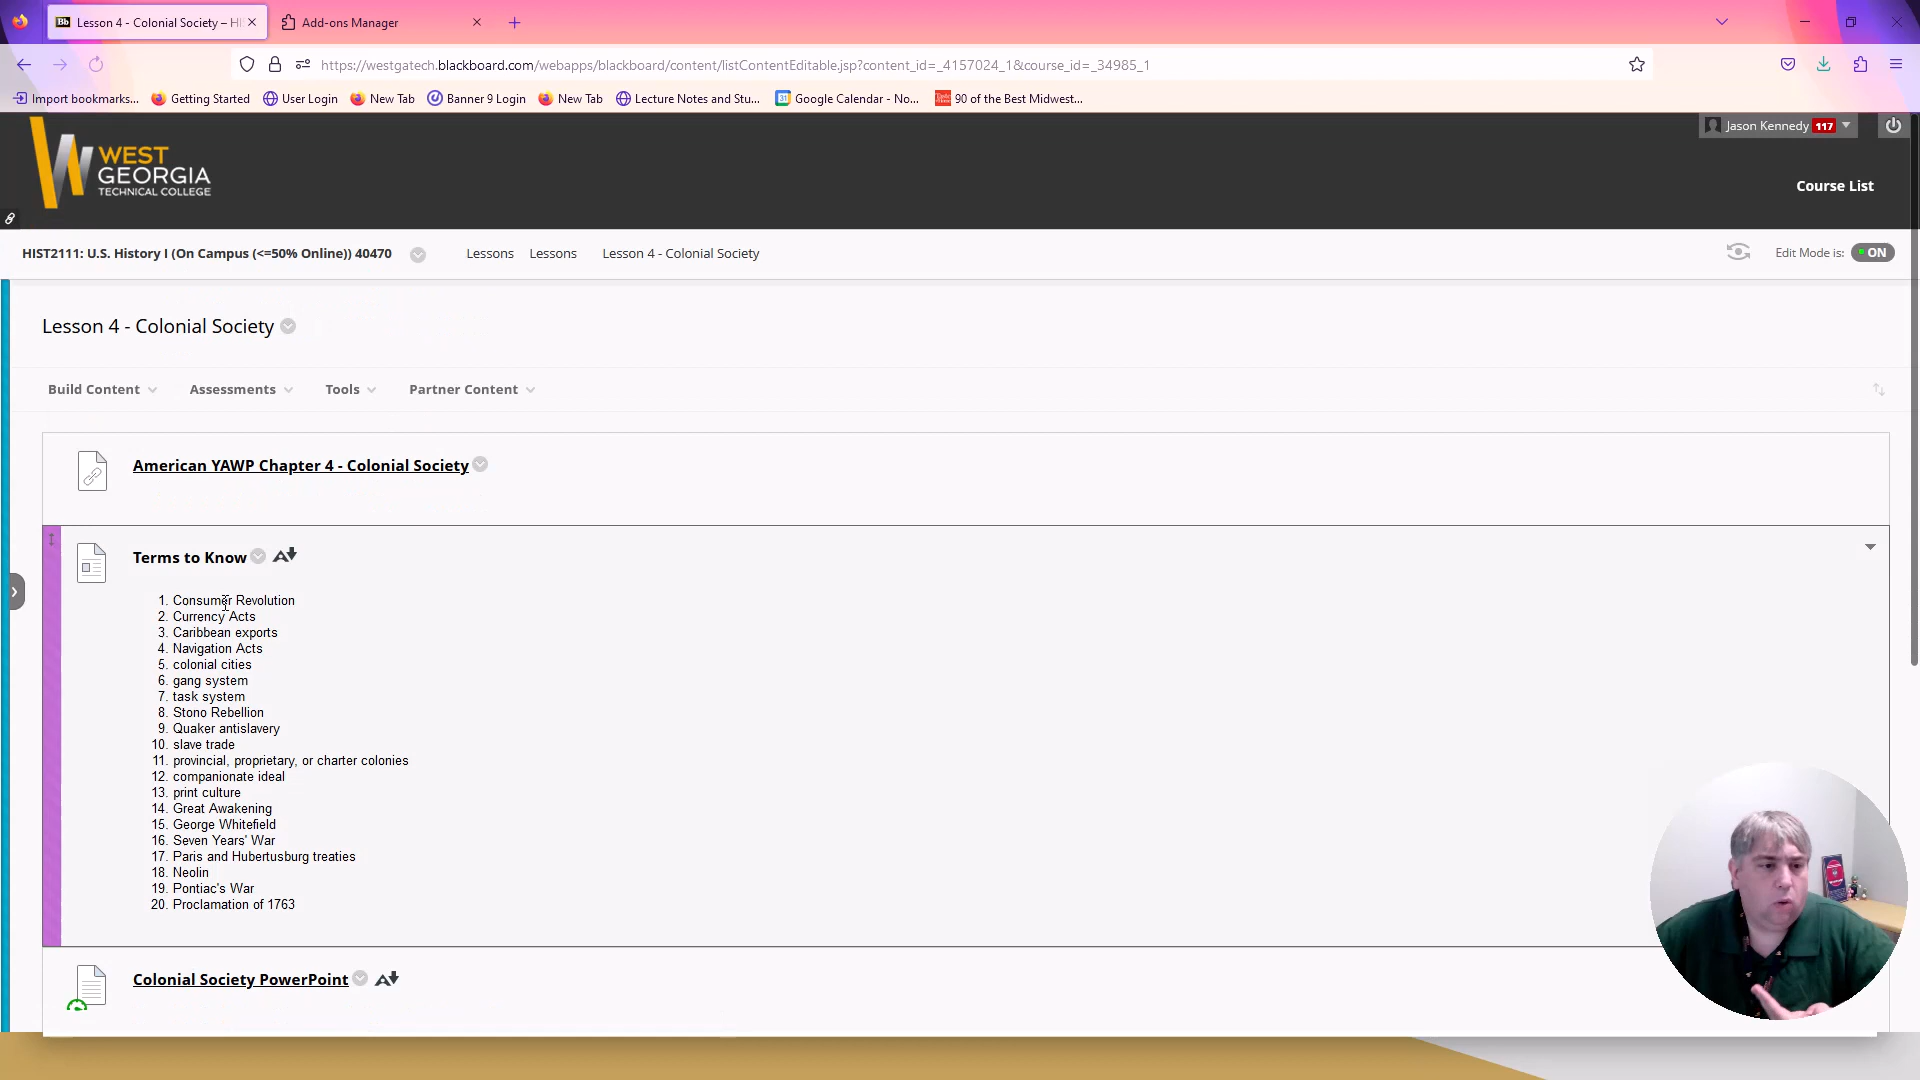 Bb Lesson 4 - Colonial Society – HI
Add-ons Manager
https://westgatech.blackboard.com/webapps/blackboard/content/listContentEditable.jsp?content_id=_4157024_1&course_id=_34985_1
Import bookmarks... Getting Started User Login New Tab Banner 9 Login New Tab Lecture Notes and Stu... Google Calendar - No... 90 of the Best Midwest...
Jason Kennedy 117
WEST
GEORGIA
TECHNICAL COLLEGE
Course List
HIST2111: U.S. History I (On Campus (<=50% Online)) 40470 Lessons Lessons Lesson 4 - Colonial Society Edit Mode is: ON
Lesson 4 - Colonial Society
Build Content Assessments Tools Partner Content
American YAWP Chapter 4 - Colonial Society
Terms to Know
1. Consumer Revolution
2. Currency Acts
3. Caribbean exports
4. Navigation Acts
5. colonial cities
6. gang system
7. task system
8. Stono Rebellion
9. Quaker antislavery
10. slave trade
11. provincial, proprietary, or charter colonies
12. companionate ideal
13. print culture
14. Great Awakening
15. George Whitefield
16. Seven Years' War
17. Paris and Hubertusburg treaties
18. Neolin
19. Pontiac's War
20. Proclamation of 1763
Colonial Society PowerPoint